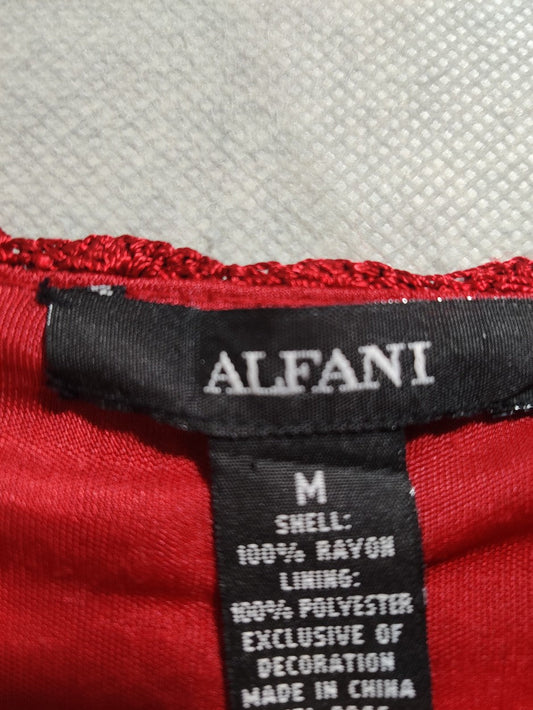 ALFANI
M
SHELL:
100% RAYON
LINING:
100% POLYESTER
EXCLUSIVE OF
DECORATION
MADE IN CHINA